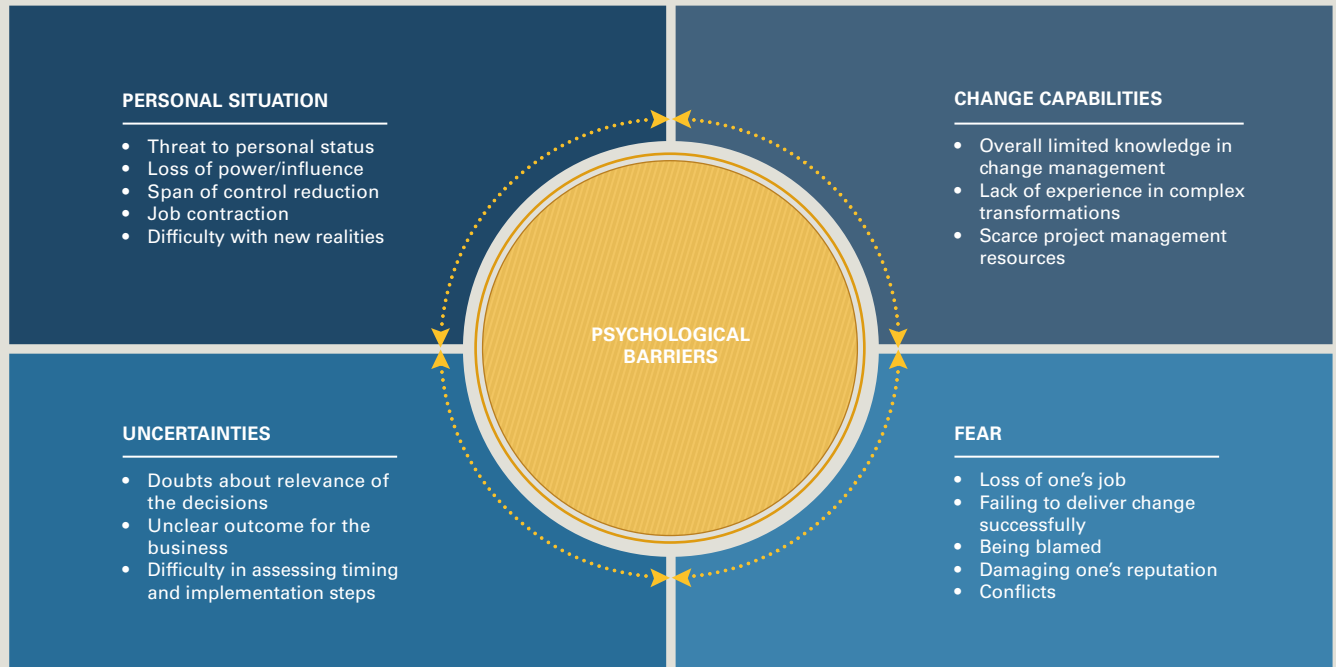 PERSONAL SITUATION
• Threat to personal status
• Loss of power/influence
• Span of control reduction
• Job contraction
• Difficulty with new realities
CHANGE CAPABILITIES
• Overall limited knowledge in
change management
• Lack of experience in complex
transformations
• Scarce project management
resources
PSYCHOLOGICAL
BARRIERS
UNCERTAINTIES
• Doubts about relevance of
the decisions
• Unclear outcome for the
business
• Difficulty in assessing timing
and implementation steps
FEAR
• Loss of one’s job
• Failing to deliver change
successfully
• Being blamed
• Damaging one’s reputation
• Conflicts